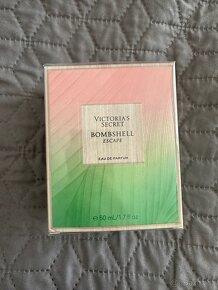 VICTORIA'S
SECRET
BOMBSHELL
ESCAPE
EAU DE PARFUM
℮ 50 mL/1.7 fl oz